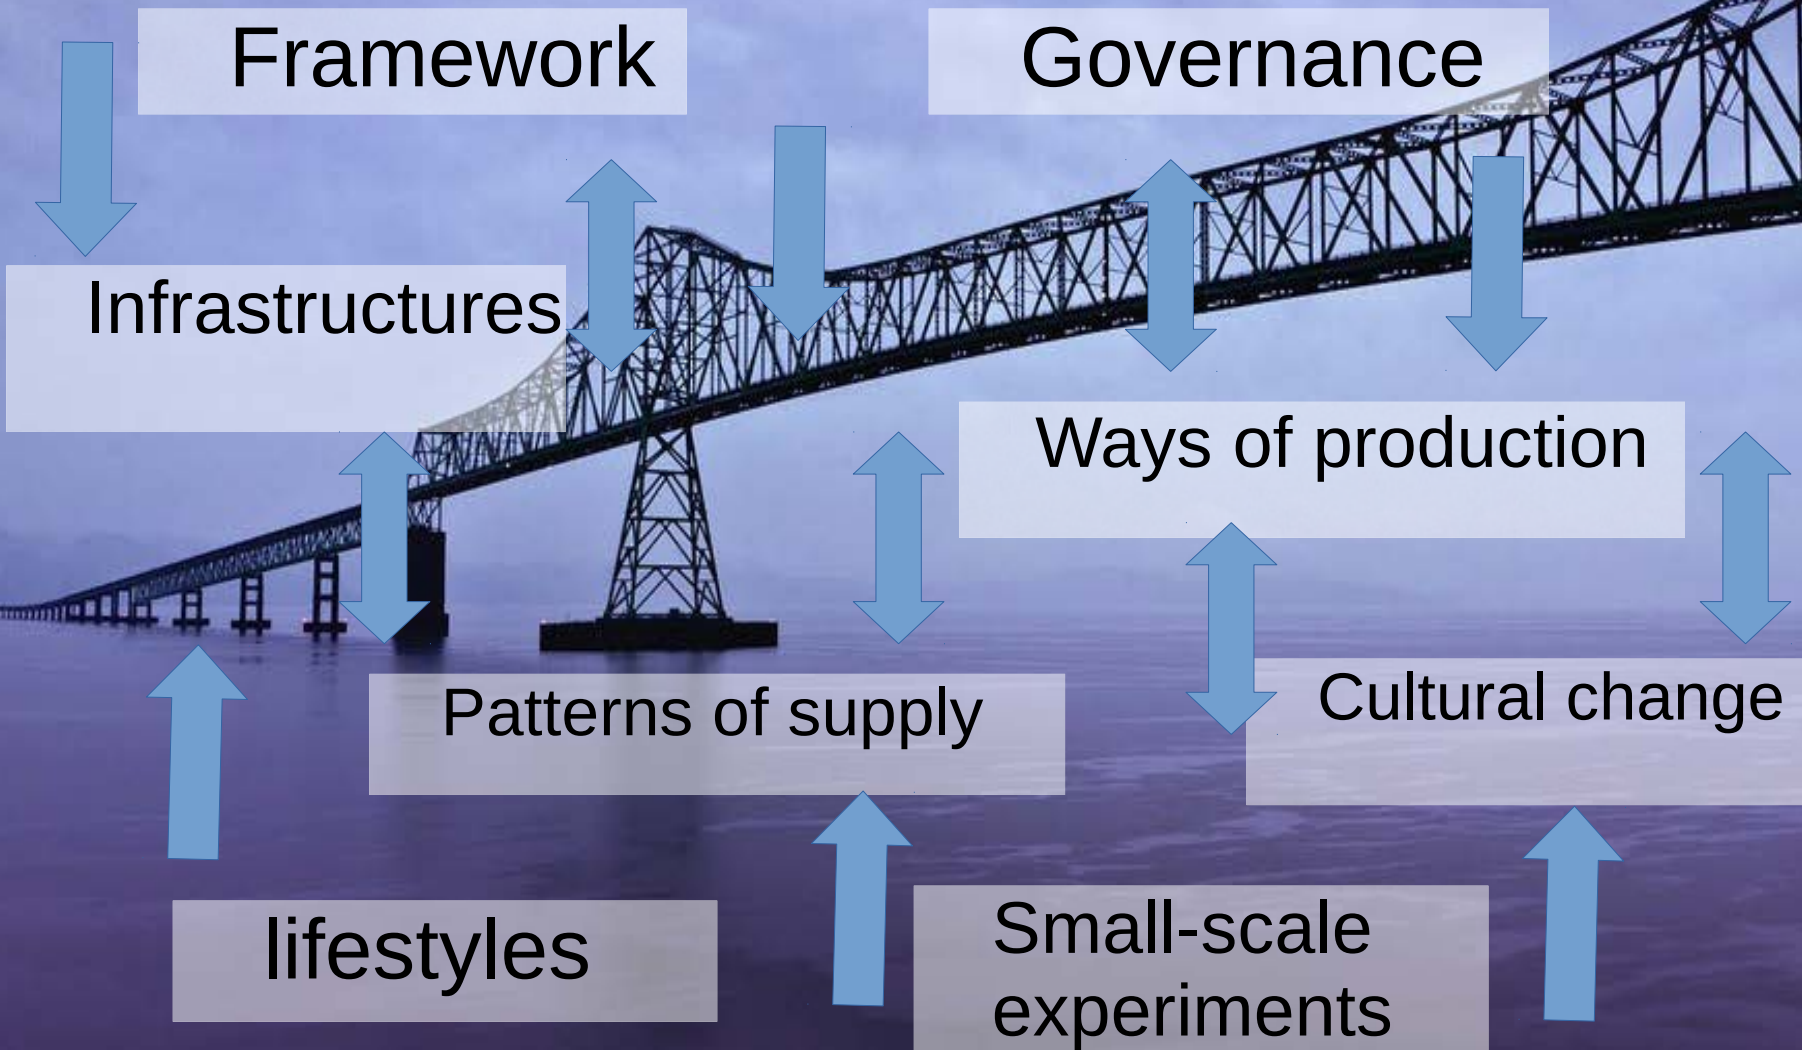 Framework
Governance
Infrastructures
Ways of production
Patterns of supply
Cultural change
lifestyles
Small-scale
experiments